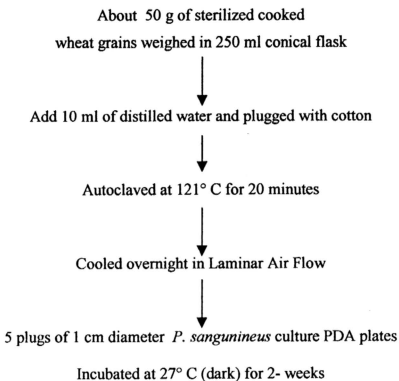 About 50 g of sterilized cooked
wheat grains weighed in 250 ml conical flask
Add 10 ml of distilled water and plugged with cotton
Autoclaved at 121° C for 20 minutes
Cooled overnight in Laminar Air Flow
5 plugs of 1 cm diameter P. sangunineus culture PDA plates
Incubated at 27° C (dark) for 2- weeks